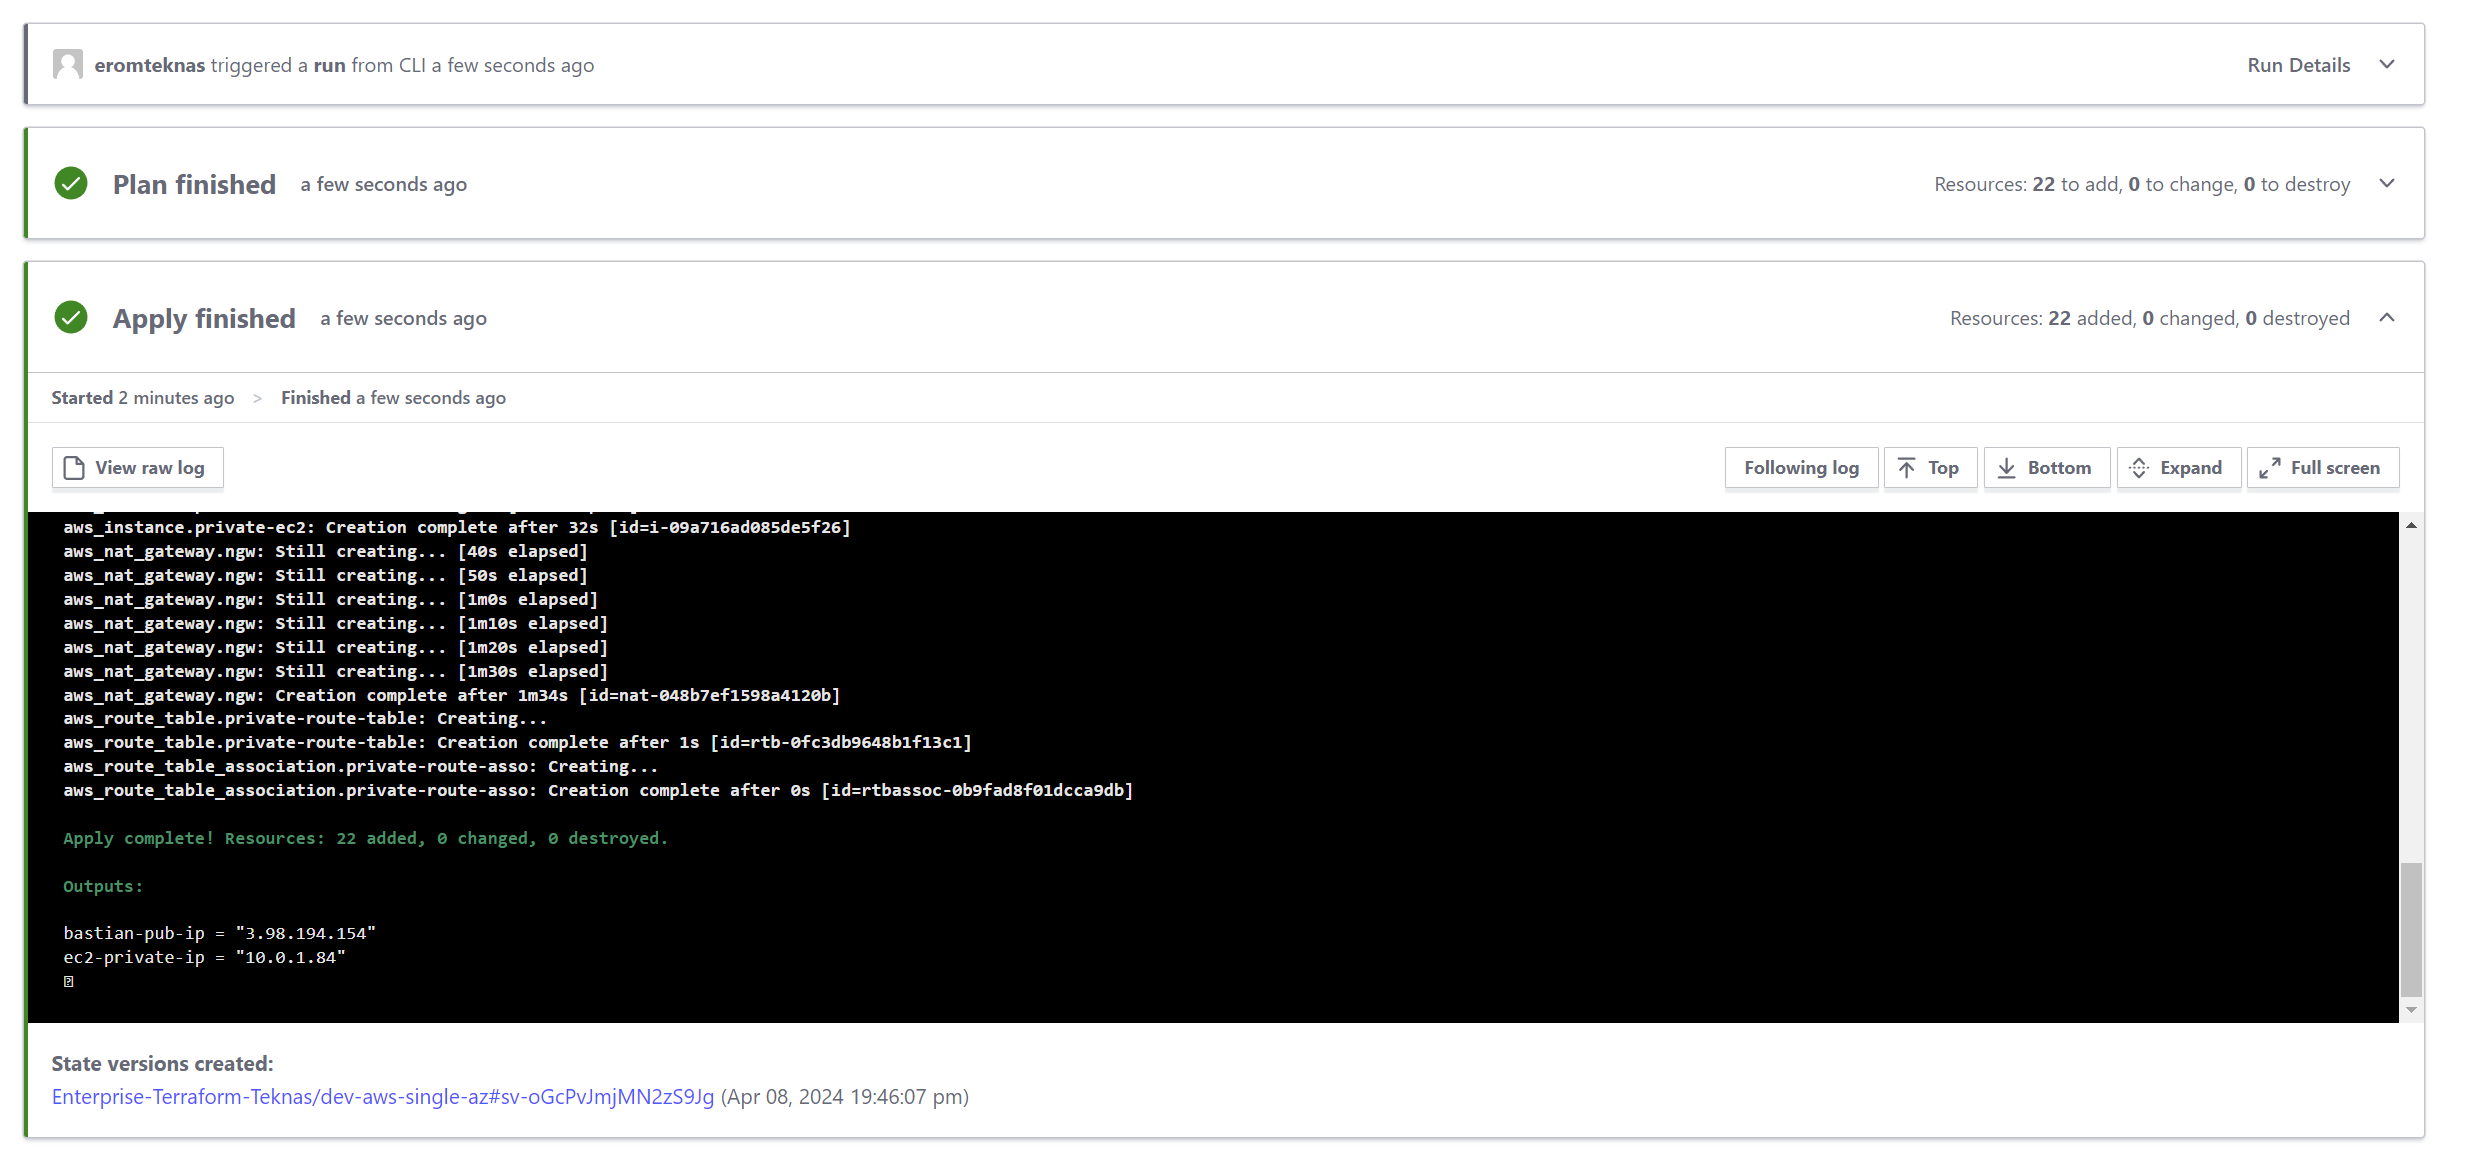 eromteknas triggered a run from CLI a few seconds ago
Run Details
Plan finished a few seconds ago
Resources: 22 to add, 0 to change, 0 to destroy
Apply finished a few seconds ago
Resources: 22 added, 0 changed, 0 destroyed
Started 2 minutes ago > Finished a few seconds ago
View raw log
Following log
Top
Bottom
Expand
Full screen
aws_instance.private-ec2: Creation complete after 32s [id=i-09a716ad085de5f26]
aws_nat_gateway.ngw: Still creating... [40s elapsed]
aws_nat_gateway.ngw: Still creating... [50s elapsed]
aws_nat_gateway.ngw: Still creating... [1m0s elapsed]
aws_nat_gateway.ngw: Still creating... [1m10s elapsed]
aws_nat_gateway.ngw: Still creating... [1m20s elapsed]
aws_nat_gateway.ngw: Still creating... [1m30s elapsed]
aws_nat_gateway.ngw: Creation complete after 1m34s [id=nat-048b7ef1598a4120b]
aws_route_table.private-route-table: Creating...
aws_route_table.private-route-table: Creation complete after 1s [id=rtb-0fc3db9648b1f13c1]
aws_route_table_association.private-route-asso: Creating...
aws_route_table_association.private-route-asso: Creation complete after 0s [id=rtbassoc-0b9fad8f01dcca9db]
Apply complete! Resources: 22 added, 0 changed, 0 destroyed.
Outputs:
bastian-pub-ip = "3.98.194.154"
ec2-private-ip = "10.0.1.84"
State versions created:
Enterprise-Terraform-Teknas/dev-aws-single-az#sv-oGcPvJmjMN2zS9Jg (Apr 08, 2024 19:46:07 pm)